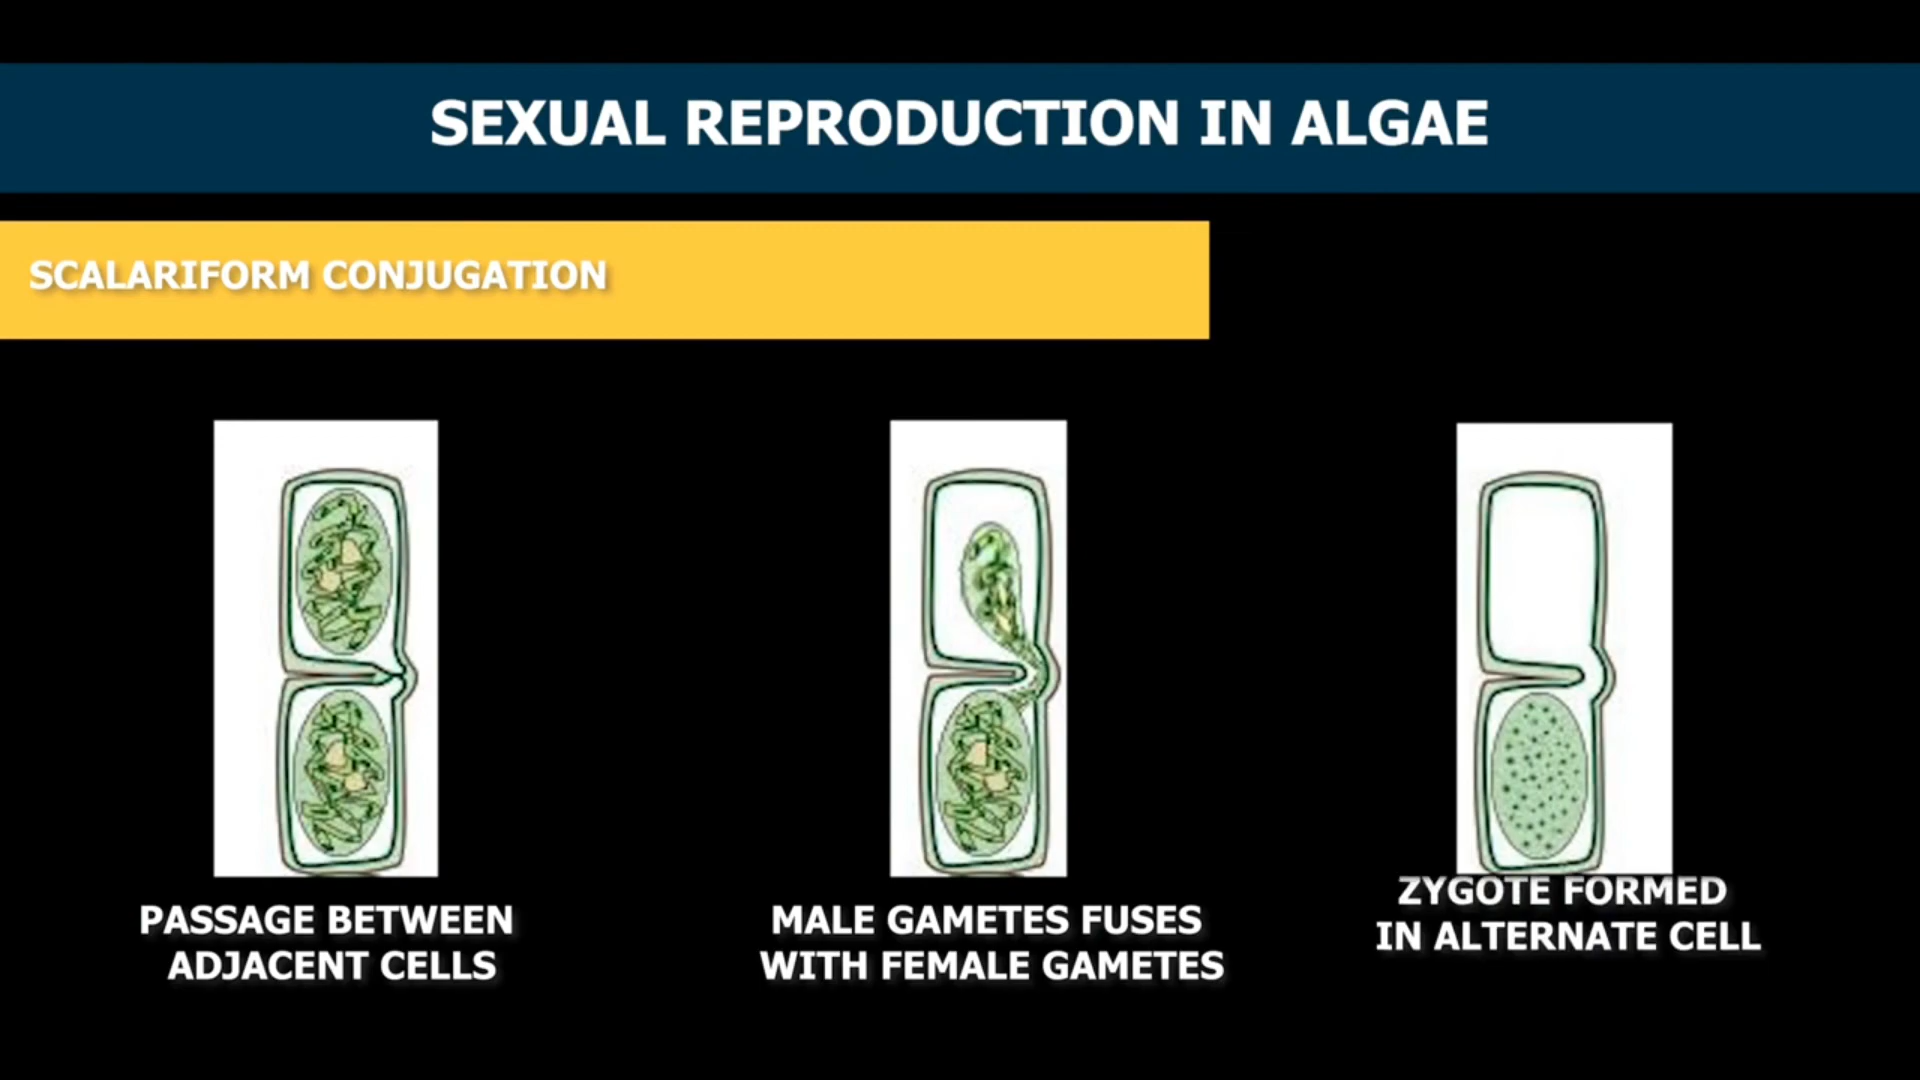 SEXUAL REPRODUCTION IN ALGAE
SCALARIFORM CONJUGATION
PASSAGE BETWEEN
ADJACENT CELLS
MALE GAMETES FUSES
WITH FEMALE GAMETES
ZYGOTE FORMED
IN ALTERNATE CELL